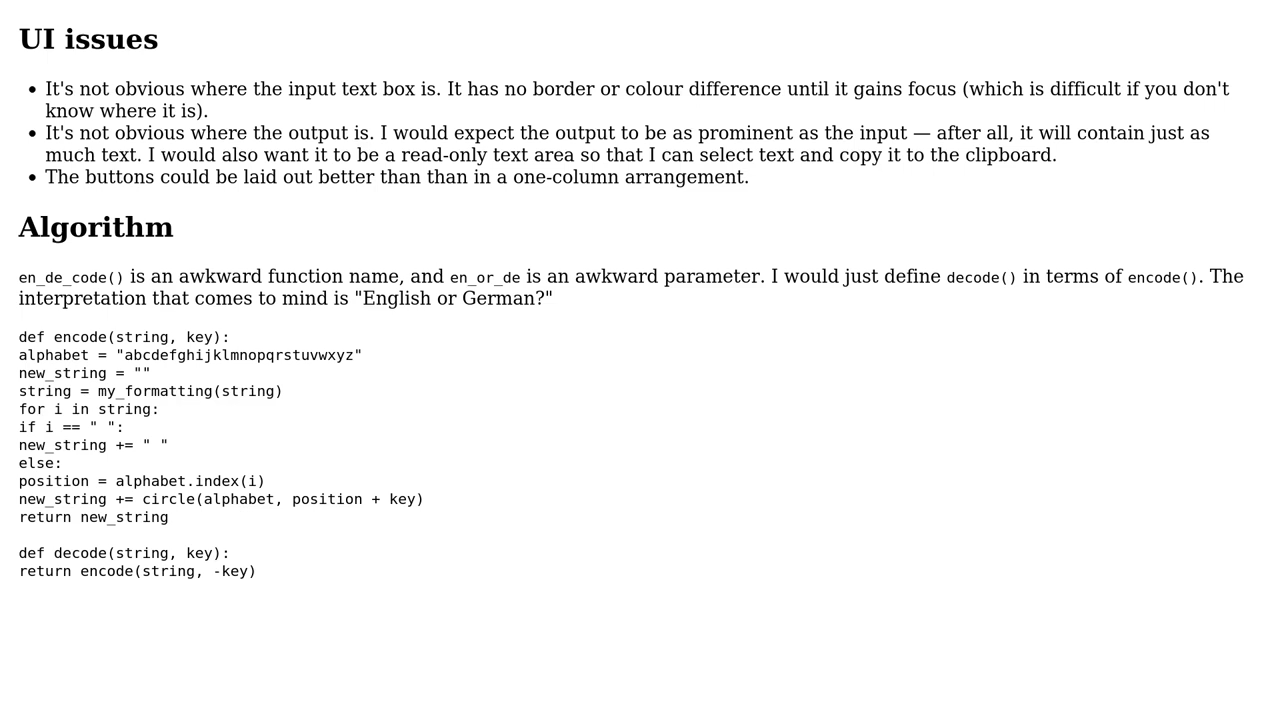 UI issues
It's not obvious where the input text box is. It has no border or colour difference until it gains focus (which is difficult if you don't
know where it is).
It's not obvious where the output is. I would expect the output to be as prominent as the input — after all, it will contain just as
much text. I would also want it to be a read-only text area so that I can select text and copy it to the clipboard.
The buttons could be laid out better than than in a one-column arrangement.
Algorithm
en_de_code() is an awkward function name, and en_or_de is an awkward parameter. I would just define decode() in terms of encode(). The
interpretation that comes to mind is "English or German?"
def encode(string, key):
alphabet = "abcdefghijklmnopqrstuvwxyz"
new_string = ""
string = my_formatting(string)
for i in string:
if i == " ":
new_string += " "
else:
position = alphabet.index(i)
new_string += circle(alphabet, position + key)
return new_string
def decode(string, key):
return encode(string, -key)